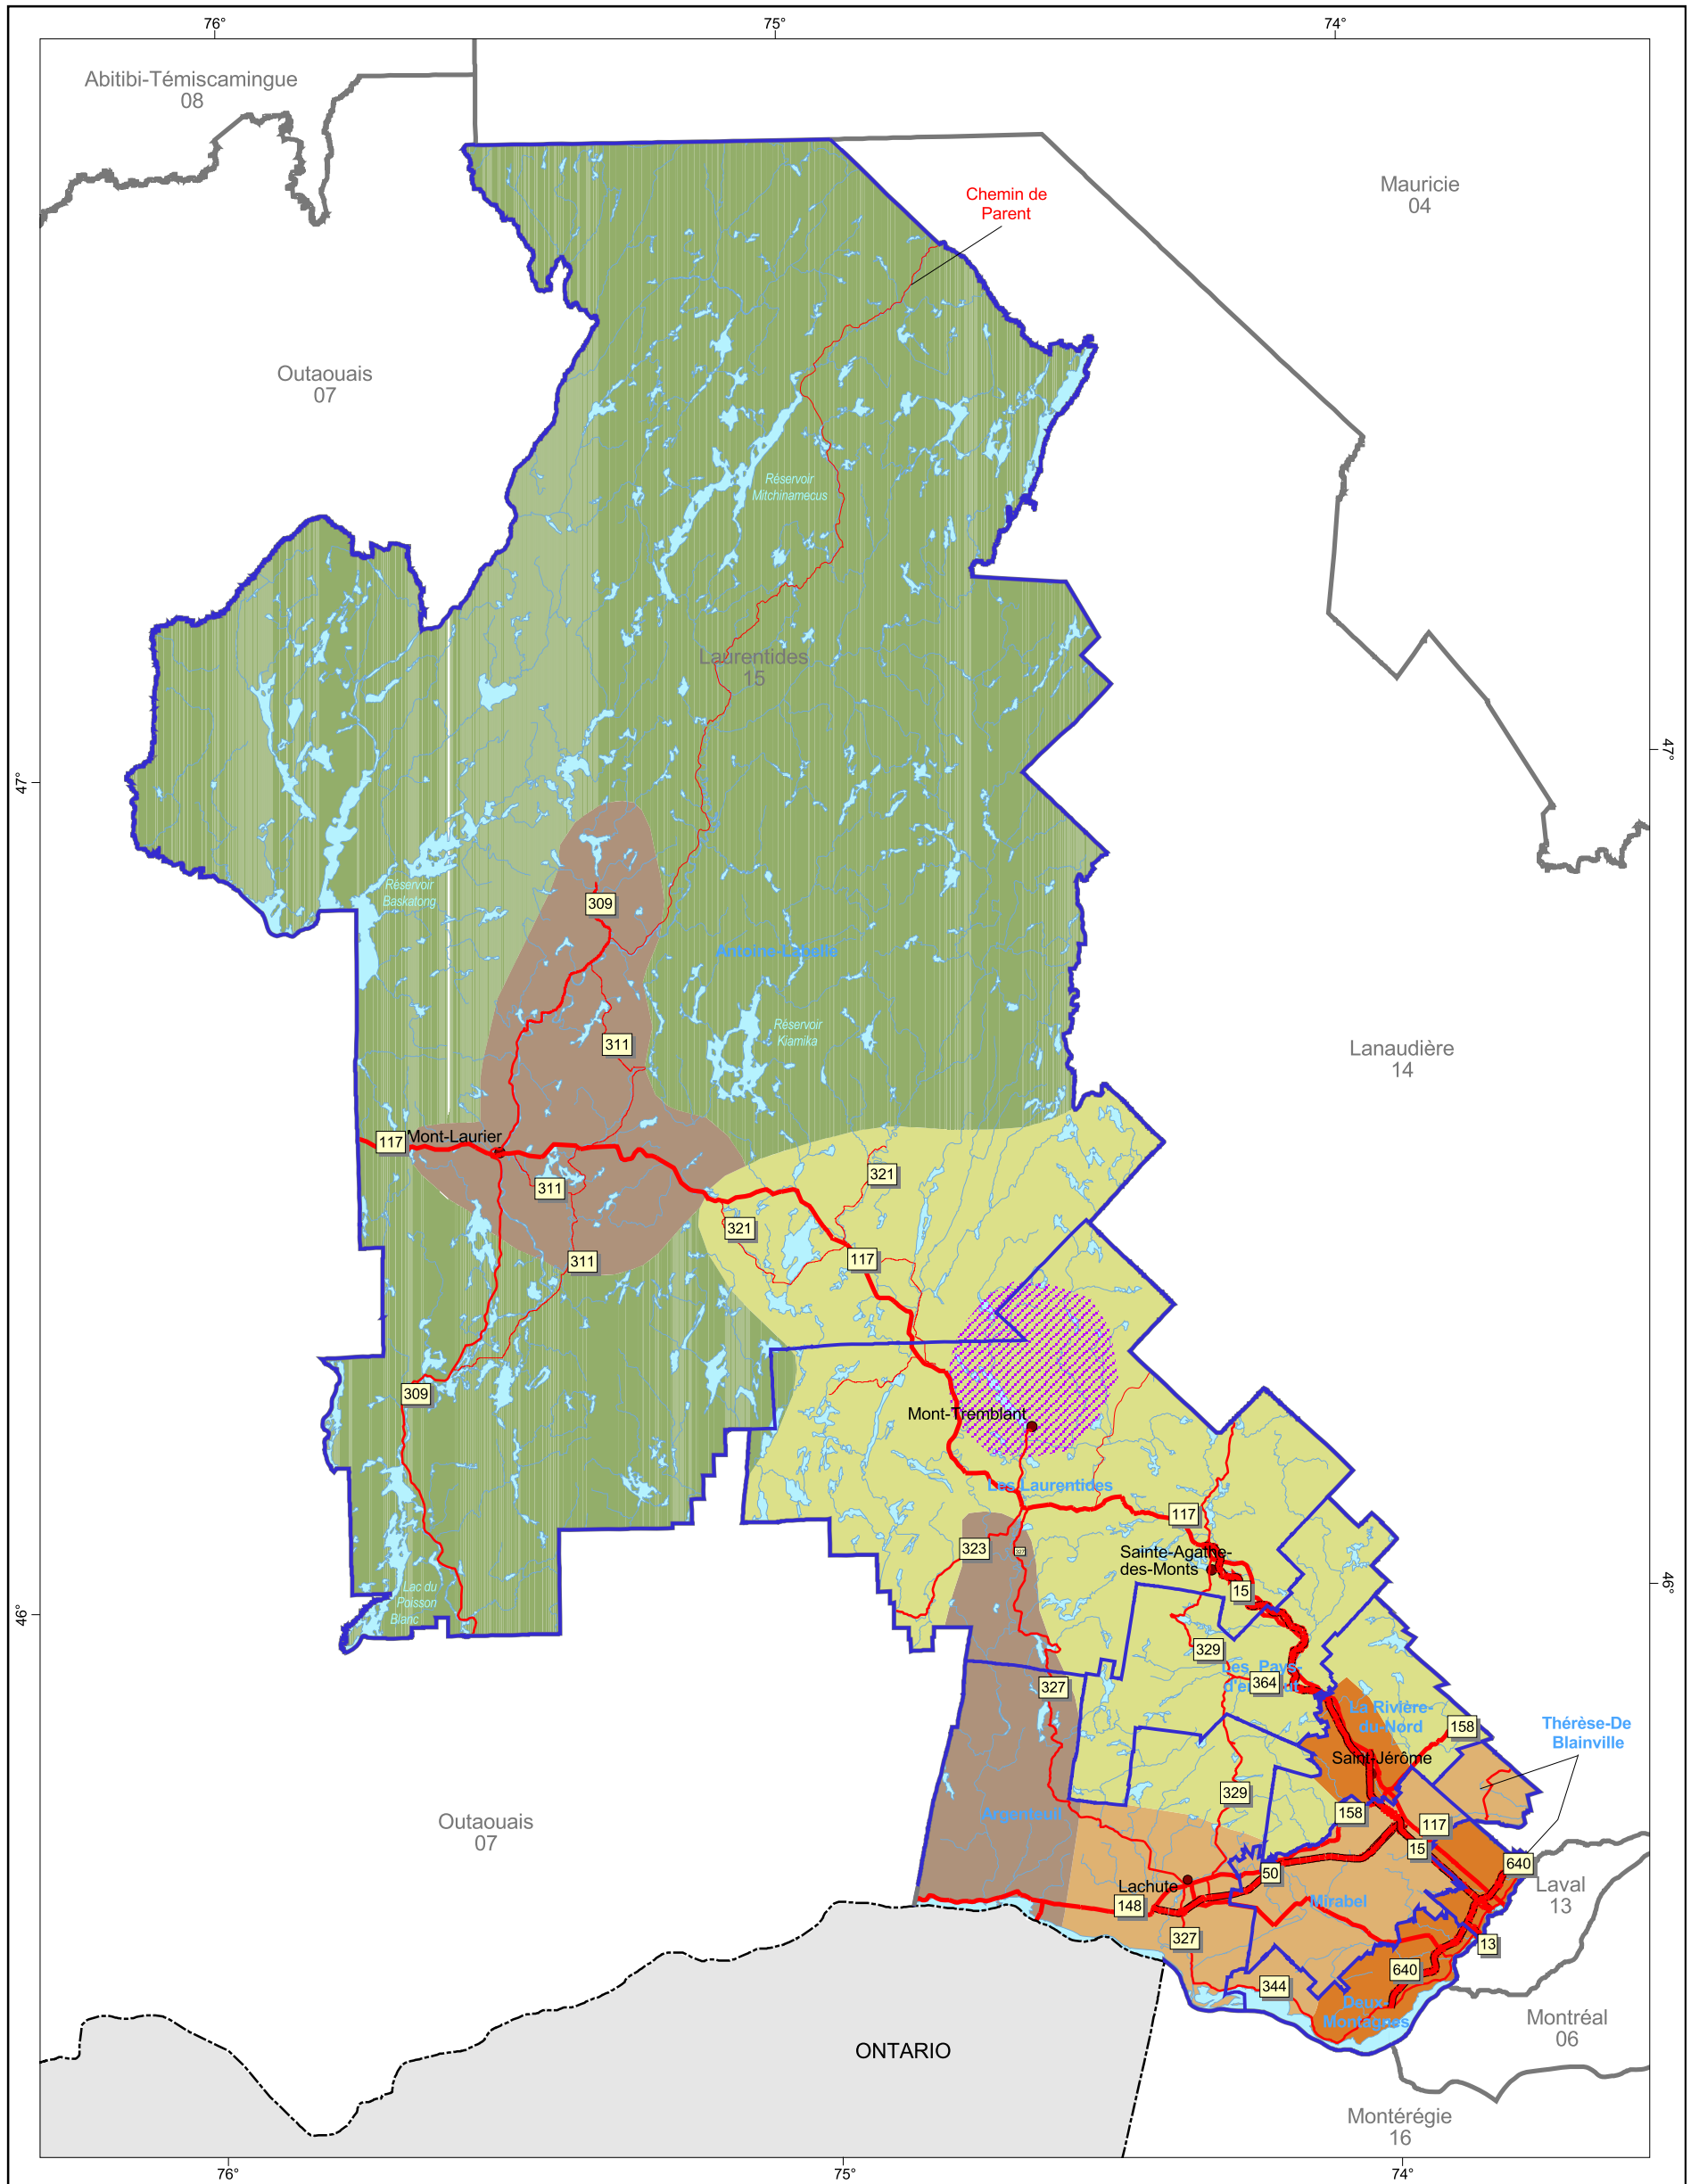 76°
75°
74°
Abitibi-Témiscamingue
08
Mauricie
04
Chemin de
Parent
Outaouais
07
Réservoir
Mitchinamecus
Laurentides
15
47°
47°
Réservoir
Baskatong
309
Antoine-Labelle
Réservoir
Kiamika
311
Lanaudière
14
117
Mont-Laurier
311
321
321
311
117
309
Mont-Tremblant
Les Laurentides
117
323
327
Sainte-Agathe-
des-Monts
15
46°
46°
Lac du
Poisson
Blanc
329
Les Pays-
d'en-Haut
364
327
La Rivière-
du-Nord
158
Thérèse-De
Blainville
Saint-Jérôme
329
158
Argenteuil
117
15
Outaouais
07
640
50
Laval
13
Lachute
148
Mirabel
327
13
640
344
Deux-
Montagnes
Montréal
06
ONTARIO
Montérégie
16
76°
75°
74°